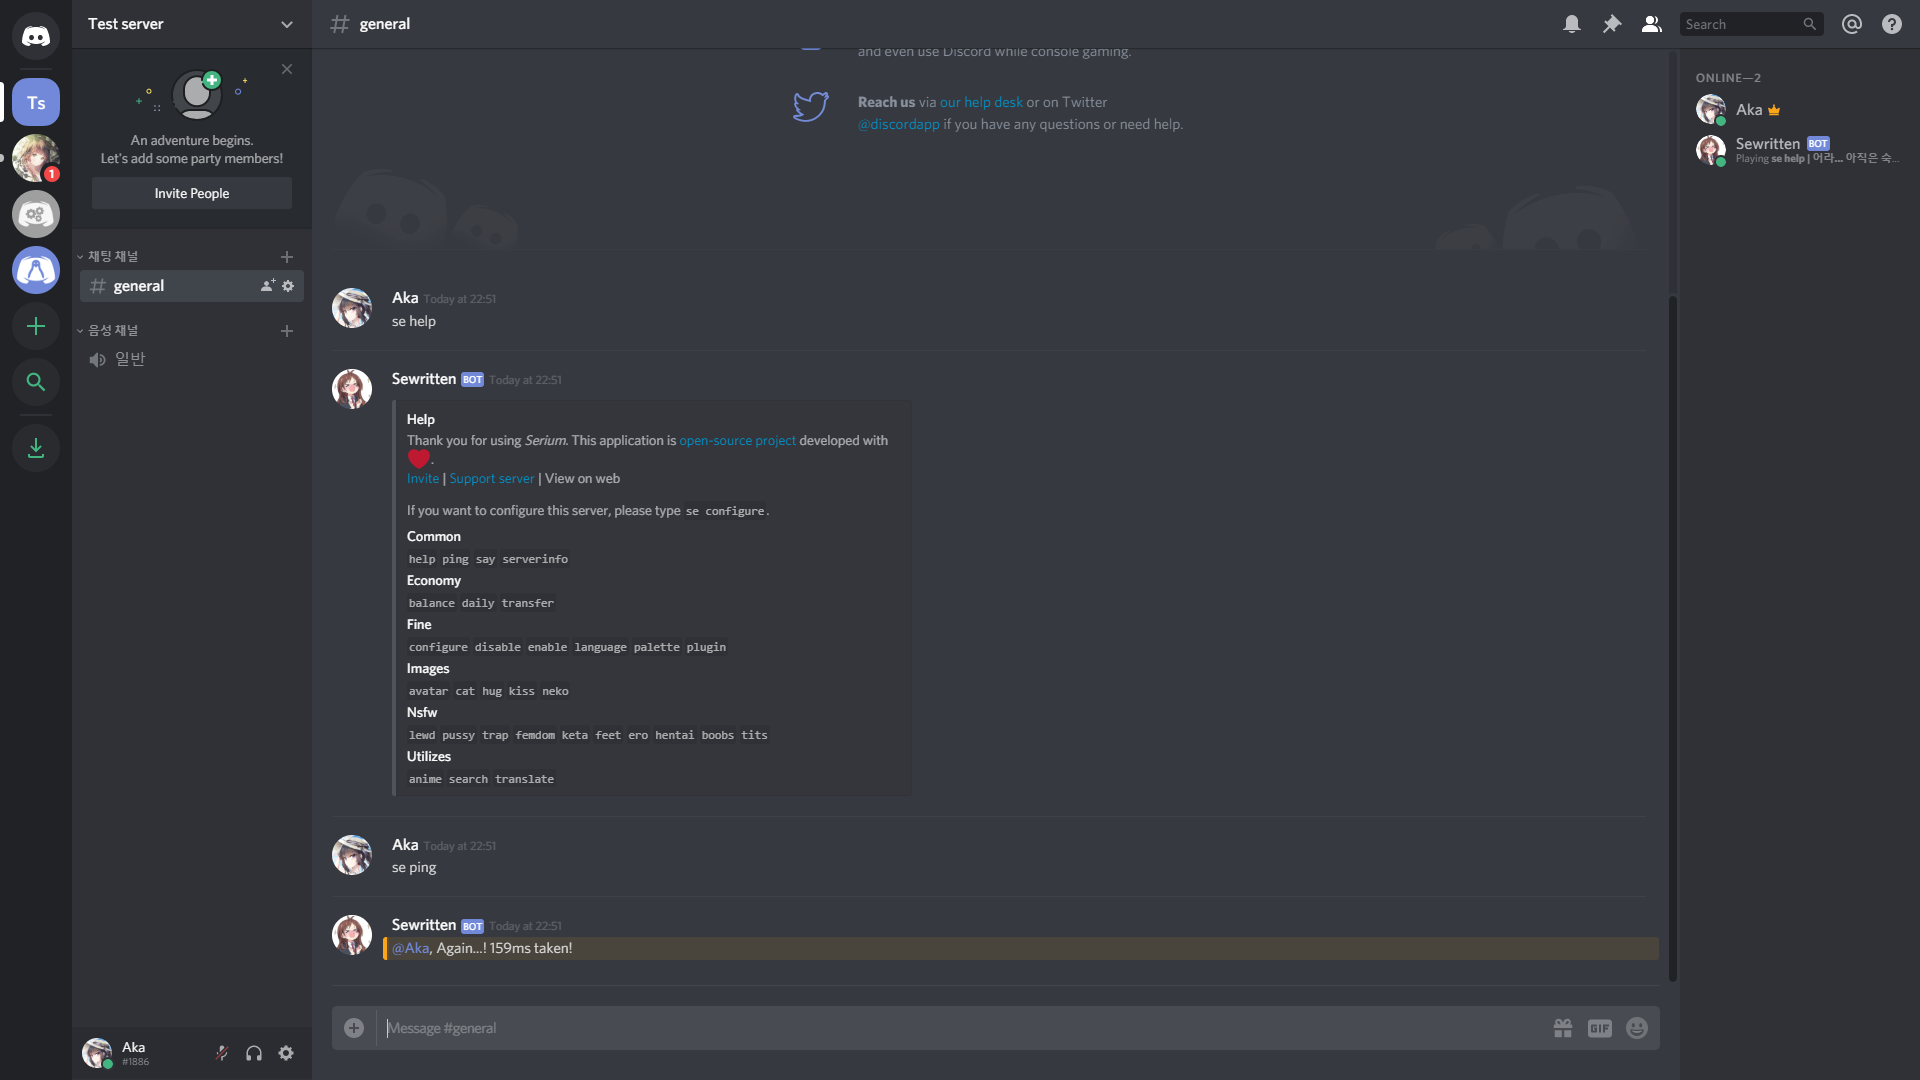 Test server
Ts
1
An adventure begins.
Let's add some party members!
Invite People
채팅 채널
# general
음성 채널
일반
Aka
#1886
# general
Search
and even use Discord while console gaming.
Reach us via our help desk or on Twitter
@discordapp if you have any questions or need help.
Aka Today at 22:51
se help
Sewritten BOT Today at 22:51
Help
Thank you for using Serium. This application is open-source project developed with
❤.
Invite | Support server | View on web
If you want to configure this server, please type se configure.
Common
help ping say serverinfo
Economy
balance daily transfer
Fine
configure disable enable language palette plugin
Images
avatar cat hug kiss neko
Nsfw
lewd pussy trap femdom keta feet ero hentai boobs tits
Utilizes
anime search translate
Aka Today at 22:51
se ping
Sewritten BOT Today at 22:51
@Aka, Again...! 159ms taken!
Message #general
GIF
ONLINE—2
Aka
Sewritten BOT
Playing se help | 어라... 아직은 숙...